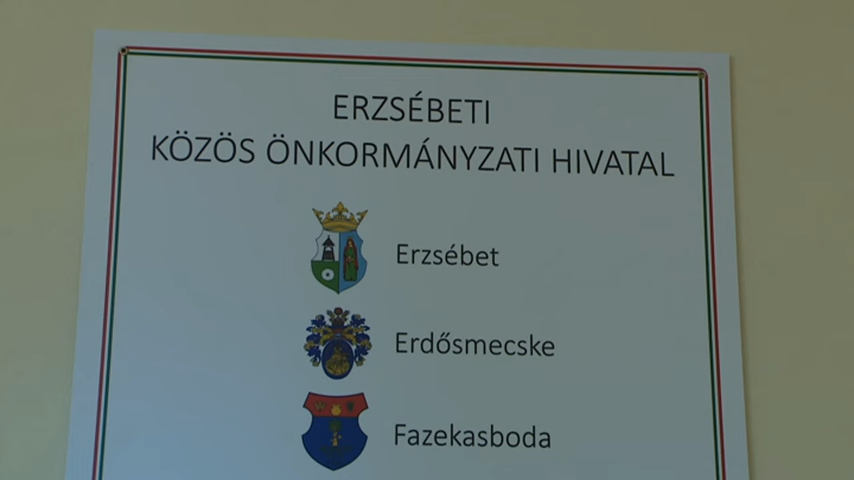 ERZSÉBETI
KÖZÖS ÖNKORMÁNYZATI HIVATAL
Erzsébet
Erdősmecske
Fazekasboda